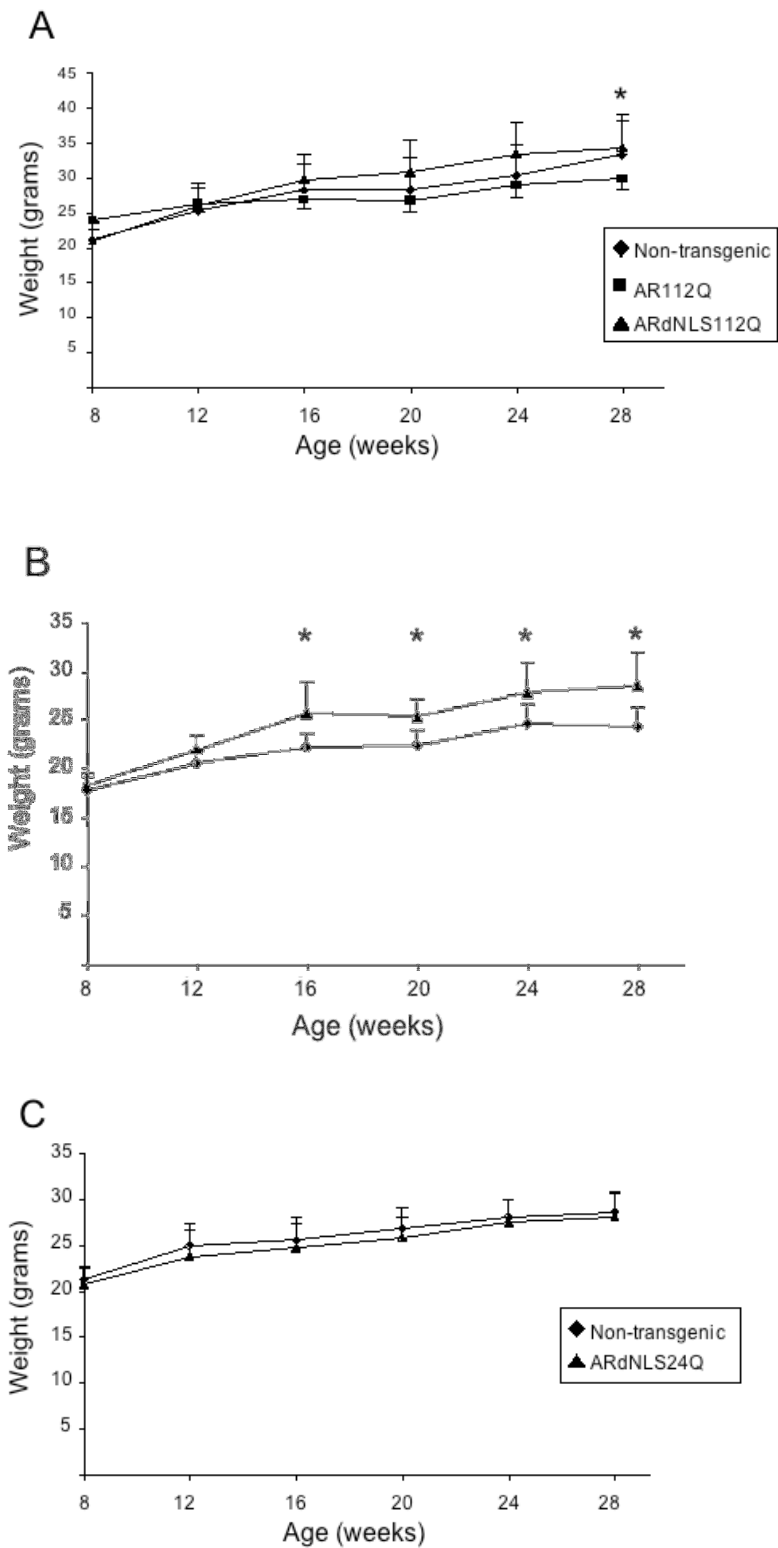 A
45
40
35
30
25
20
15
10
5
Weight (grams)
*
Non-transgenic
AR112Q
ARdNLS112Q
8 12 16 20 24 28
Age (weeks)
B
35
30
25
20
15
10
5
Weight (grams)
* * * *
8 12 16 20 24 28
Age (weeks)
C
35
30
25
20
15
10
5
Weight (grams)
Non-transgenic
ARdNLS24Q
8 12 16 20 24 28
Age (weeks)